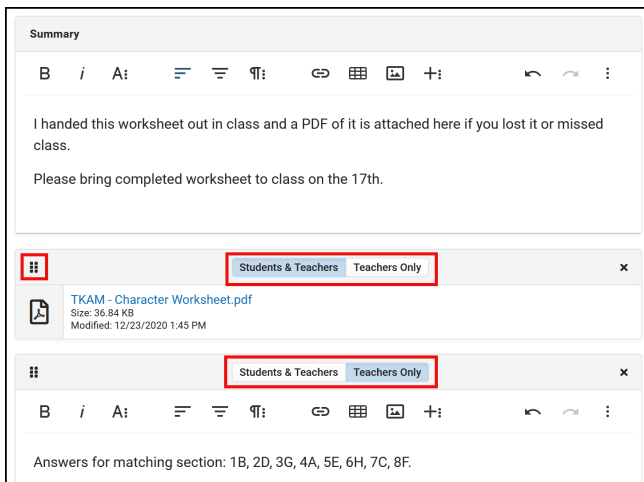 Summary
B i A
I handed this worksheet out in class and a PDF of it is attached here if you lost it or missed
class.
Please bring completed worksheet to class on the 17th.
Students & Teachers Teachers Only
TKAM - Character Worksheet.pdf
Size: 36.84 KB
Modified: 12/23/2020 1:45 PM
Students & Teachers Teachers Only
B i A
Answers for matching section: 1B, 2D, 3G, 4A, 5E, 6H, 7C, 8F.